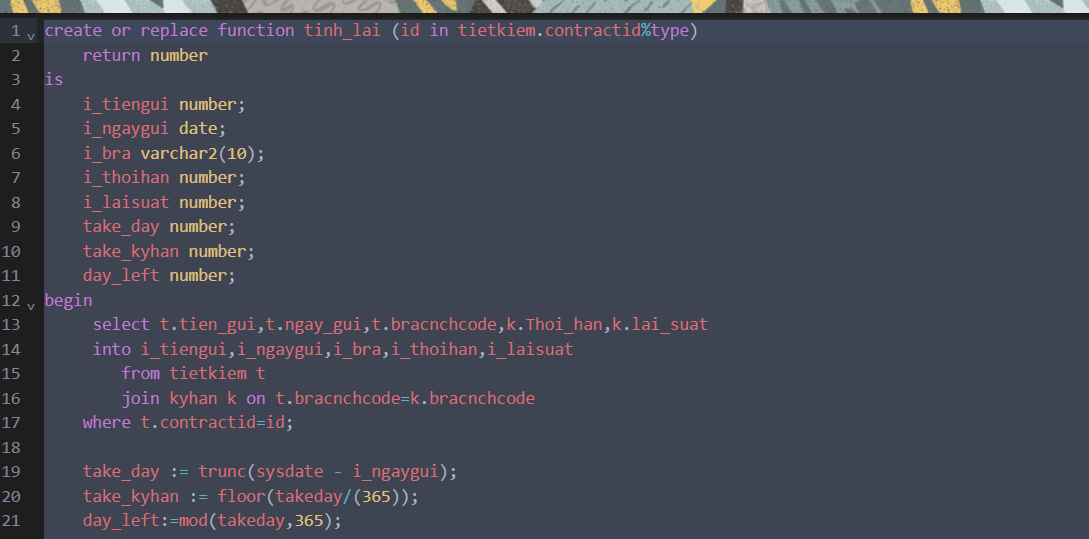 1 create or replace function tinh_lai (id in tietkiem.contractid%type)
2 return number
3 is
4 i_tiengui number;
5 i_ngaygui date;
6 i_bra varchar2(10);
7 i_thoihan number;
8 i_laisuat number;
9 take_day number;
10 take_kyhan number;
11 day_left number;
12 begin
13 select t.tien_gui,t.ngay_gui,t.bracnchcode,k.Thoi_han,k.lai_suat
14 into i_tiengui,i_ngaygui,i_bra,i_thoihan,i_laisuat
15 from tietkiem t
16 join kyhan k on t.bracnchcode=k.bracnchcode
17 where t.contractid=id;
18
19 take_day := trunc(sysdate - i_ngaygui);
20 take_kyhan := floor(takeday/(365));
21 day_left:=mod(takeday,365);